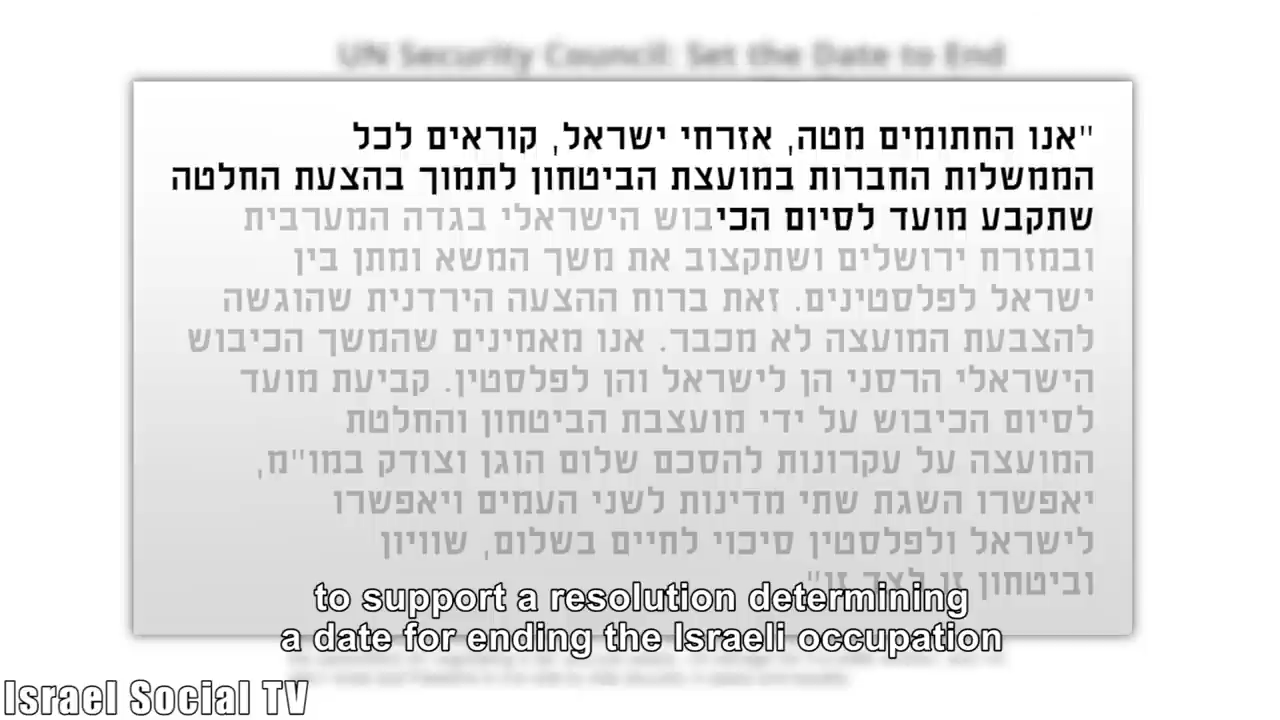 UN Security Council: Set the Date to End
"אנו החתומים מטה, אזרחי ישראל, קוראים לכל
הממשלות החברות במועצת הביטחון לתמוך בהצעת החלטה
שתקבע מועד לסיום הכיבוש הישראלי בגדה המערבית
ובמזרח ירושלים ושתקצוב את משך המשא ומתן בין
ישראל לפלסטינים. זאת ברוח ההצעה הירדנית שהוגשה
להצבעת המועצה לא מכבר. אנו מאמינים שהמשך הכיבוש
הישראלי הרסני הן לישראל והן לפלסטין. קביעת מועד
לסיום הכיבוש על ידי מועצבת הביטחון והחלטת
המועצה על עקרונות להסכם שלום הוגן וצודק במו"מ,
יאפשרו השגת שתי מדינות לשני העמים ויאפשרו
לישראל ולפלסטין סיכוי לחיים בשלום, שוויון
וביטחון זו לצד זו"
to support a resolution determining
a date for ending the Israeli occupation
Israel Social TV